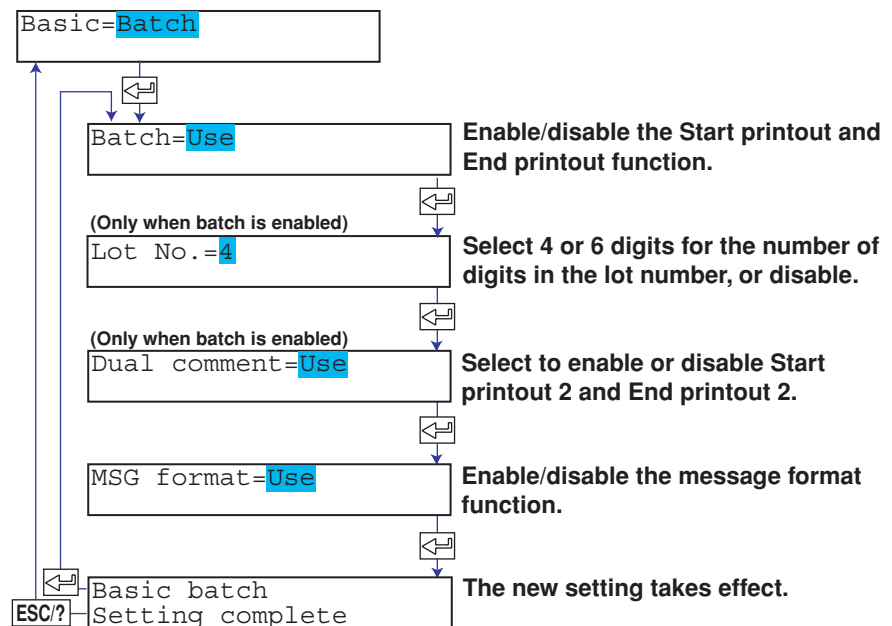 Basic=Batch
Batch=Use
Enable/disable the Start printout and
End printout function.
(Only when batch is enabled)
Lot No.=4
Select 4 or 6 digits for the number of
digits in the lot number, or disable.
(Only when batch is enabled)
Dual comment=Use
Select to enable or disable Start
printout 2 and End printout 2.
MSG format=Use
Enable/disable the message format
function.
Basic batch
Setting complete
The new setting takes effect.
ESC/?